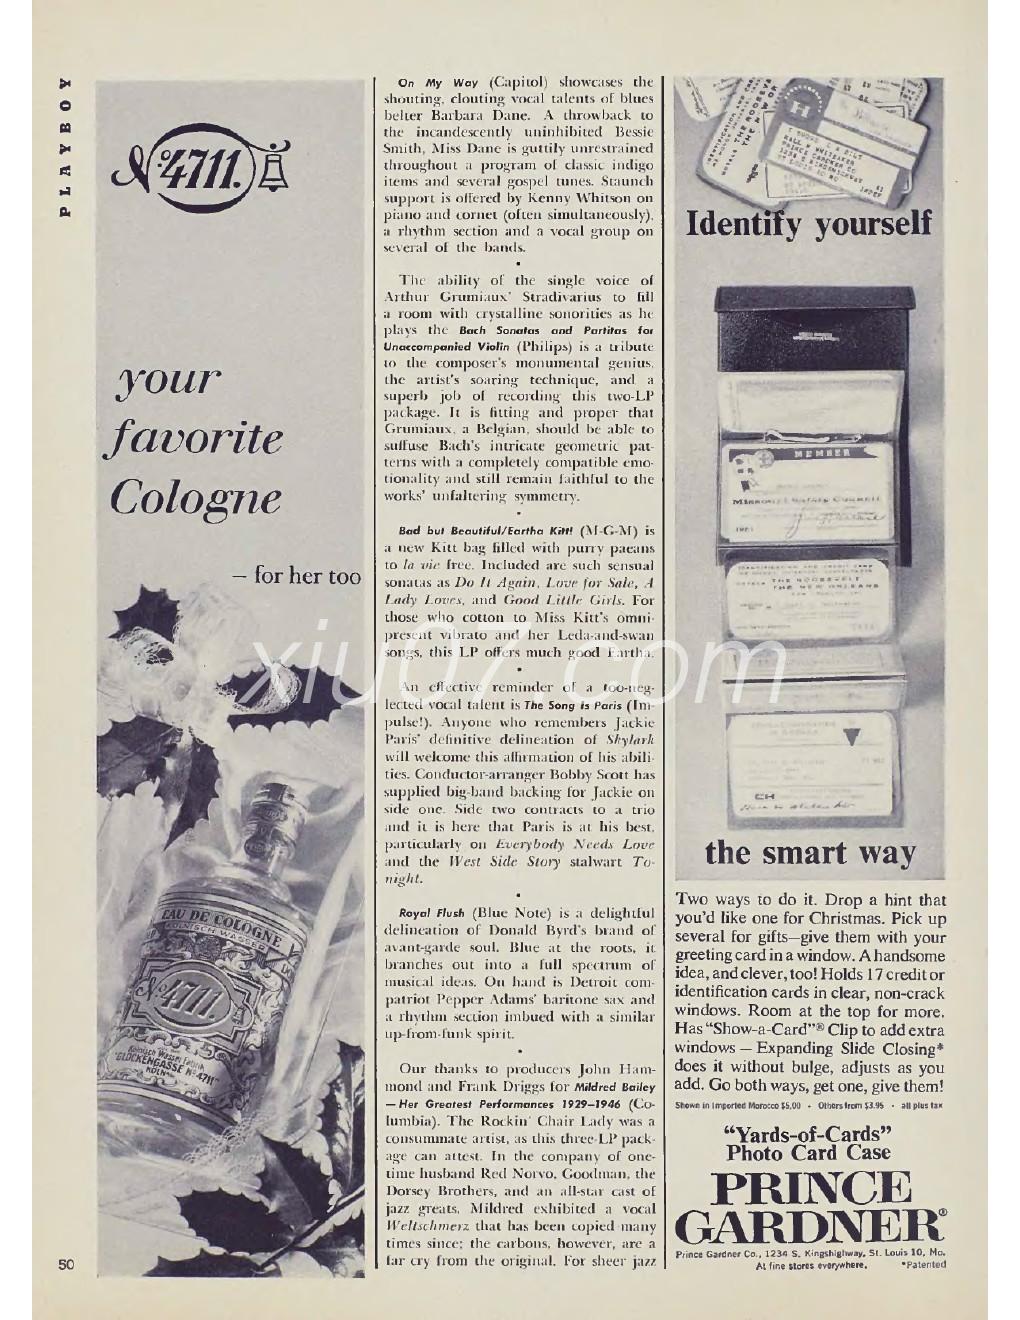 PLAYBOY
Nº 4711.
your
favorite
Cologne
– for her too
EAU DE COLOGNE
KÖLNISCH WASSER
Nº 4711.
Kölnisch Wasser Fabrik
"GLOCKENGASSE Nº 4711"
KÖLN
50
On My Way (Capitol) showcases the
shouting, clouting vocal talents of blues
belter Barbara Dane. A throwback to
the incandescently uninhibited Bessie
Smith, Miss Dane is guttily unrestrained
throughout a program of classic indigo
items and several gospel tunes. Staunch
support is offered by Kenny Whitson on
piano and cornet (often simultaneously),
a rhythm section and a vocal group on
several of the bands.
•
The ability of the single voice of
Arthur Grumiaux' Stradivarius to fill
a room with crystalline sonorities as he
plays the Bach Sonatas and Partitas for
Unaccompanied Violin (Philips) is a tribute
to the composer's monumental genius,
the artist's soaring technique, and a
superb job of recording this two-LP
package. It is fitting and proper that
Grumiaux, a Belgian, should be able to
suffuse Bach's intricate geometric pat-
terns with a completely compatible emo-
tionality and still remain faithful to the
works' unfaltering symmetry.
•
Bad but Beautiful/Eartha Kitt! (M-G-M) is
a new Kitt bag filled with purry paeans
to la vie free. Included are such sensual
sonatas as Do It Again, Love for Sale, A
Lady Loves, and Good Little Girls. For
those who cotton to Miss Kitt's omni-
present vibrato and her Leda-and-swan
songs, this LP offers much good Eartha.
•
An effective reminder of a too-neg-
lected vocal talent is The Song Is Paris (Im-
pulse!). Anyone who remembers Jackie
Paris' definitive delineation of Skylark
will welcome this affirmation of his abili-
ties. Conductor-arranger Bobby Scott has
supplied big-band backing for Jackie on
side one. Side two contracts to a trio
and it is here that Paris is at his best,
particularly on Everybody Needs Love
and the West Side Story stalwart To-
night.
•
Royal Flush (Blue Note) is a delightful
delineation of Donald Byrd's brand of
avant-garde soul. Blue at the roots, it
branches out into a full spectrum of
musical ideas. On hand is Detroit com-
patriot Pepper Adams' baritone sax and
a rhythm section imbued with a similar
up-from-funk spirit.
•
Our thanks to producers John Ham-
mond and Frank Driggs for Mildred Bailey
—Her Greatest Performances 1929–1946 (Co-
lumbia). The Rockin' Chair Lady was a
consummate artist, as this three-LP pack-
age can attest. In the company of one-
time husband Red Norvo, Goodman, the
Dorsey Brothers, and an all-star cast of
jazz greats, Mildred exhibited a vocal
Weltschmerz that has been copied many
times since; the carbons, however, are a
far cry from the original. For sheer jazz
Identify yourself
MEMBER
THE ROOSEVELT
THE NEW ORLEANS
CH
the smart way
Two ways to do it. Drop a hint that
you'd like one for Christmas. Pick up
several for gifts—give them with your
greeting card in a window. A handsome
idea, and clever, too! Holds 17 credit or
identification cards in clear, non-crack
windows. Room at the top for more.
Has "Show-a-Card"® Clip to add extra
windows — Expanding Slide Closing*
does it without bulge, adjusts as you
add. Go both ways, get one, give them!
Shown in Imported Morocco $5.00 • Others from $3.95 • all plus tax
"Yards-of-Cards"
Photo Card Case
PRINCE
GARDNER®
Prince Gardner Co., 1234 S. Kingshighway, St. Louis 10, Mo.
At fine stores everywhere. *Patented
xiu07.com